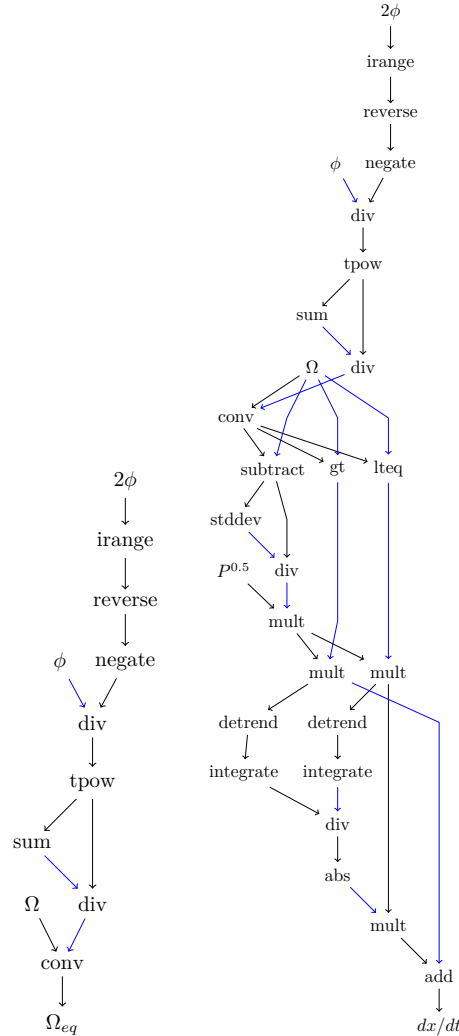 2φ
irange
reverse
φ negate
div
tpow
sum
Ω div
conv
subtract gt lteq
stddev
P^{0.5} div
mult
mult mult
detrend detrend
integrate integrate
div
abs
mult
add
dx/dt
2φ
irange
reverse
φ negate
div
tpow
sum
Ω div
conv
Ω_{eq}